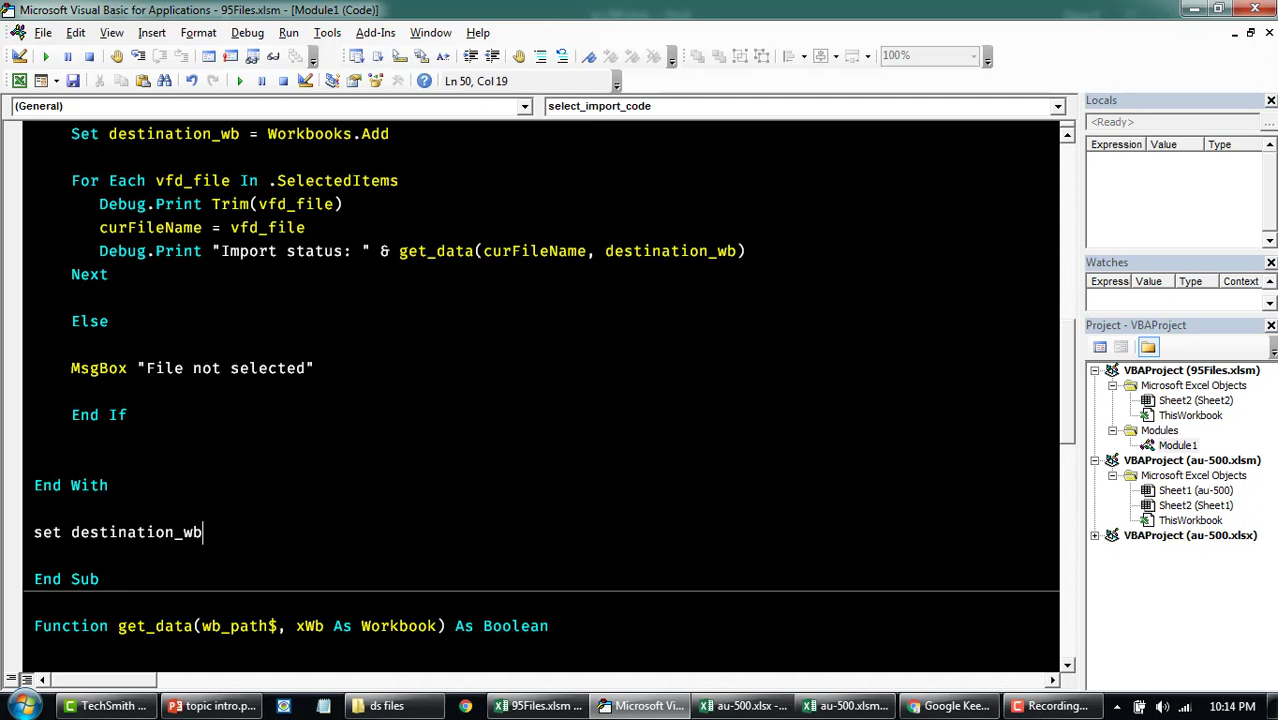 Microsoft Visual Basic for Applications - 95Files.xlsm - [Module1 (Code)]
File Edit View Insert Format Debug Run Tools Add-Ins Window Help
100%
Ln 50, Col 19
(General) select_import_code
Set destination_wb = Workbooks.Add
For Each vfd_file In .SelectedItems
Debug.Print Trim(vfd_file)
curFileName = vfd_file
Debug.Print "Import status: " & get_data(curFileName, destination_wb)
Next
Else
MsgBox "File not selected"
End If
End With
set destination_wb
End Sub
Function get_data(wb_path$, xWb As Workbook) As Boolean
Locals
<Ready>
Expression Value Type
Watches
Express Value Type Context
Project - VBAProject
VBAProject (95Files.xlsm)
Microsoft Excel Objects
Sheet2 (Sheet2)
ThisWorkbook
Modules
Module1
VBAProject (au-500.xlsm)
Microsoft Excel Objects
Sheet1 (au-500)
Sheet2 (Sheet1)
ThisWorkbook
VBAProject (au-500.xlsx)
TechSmith ... topic intro.p... ds files 95Files.xlsm ... Microsoft Vi... au-500.xlsx -... au-500.xlsm... Google Kee... Recording... 10:14 PM